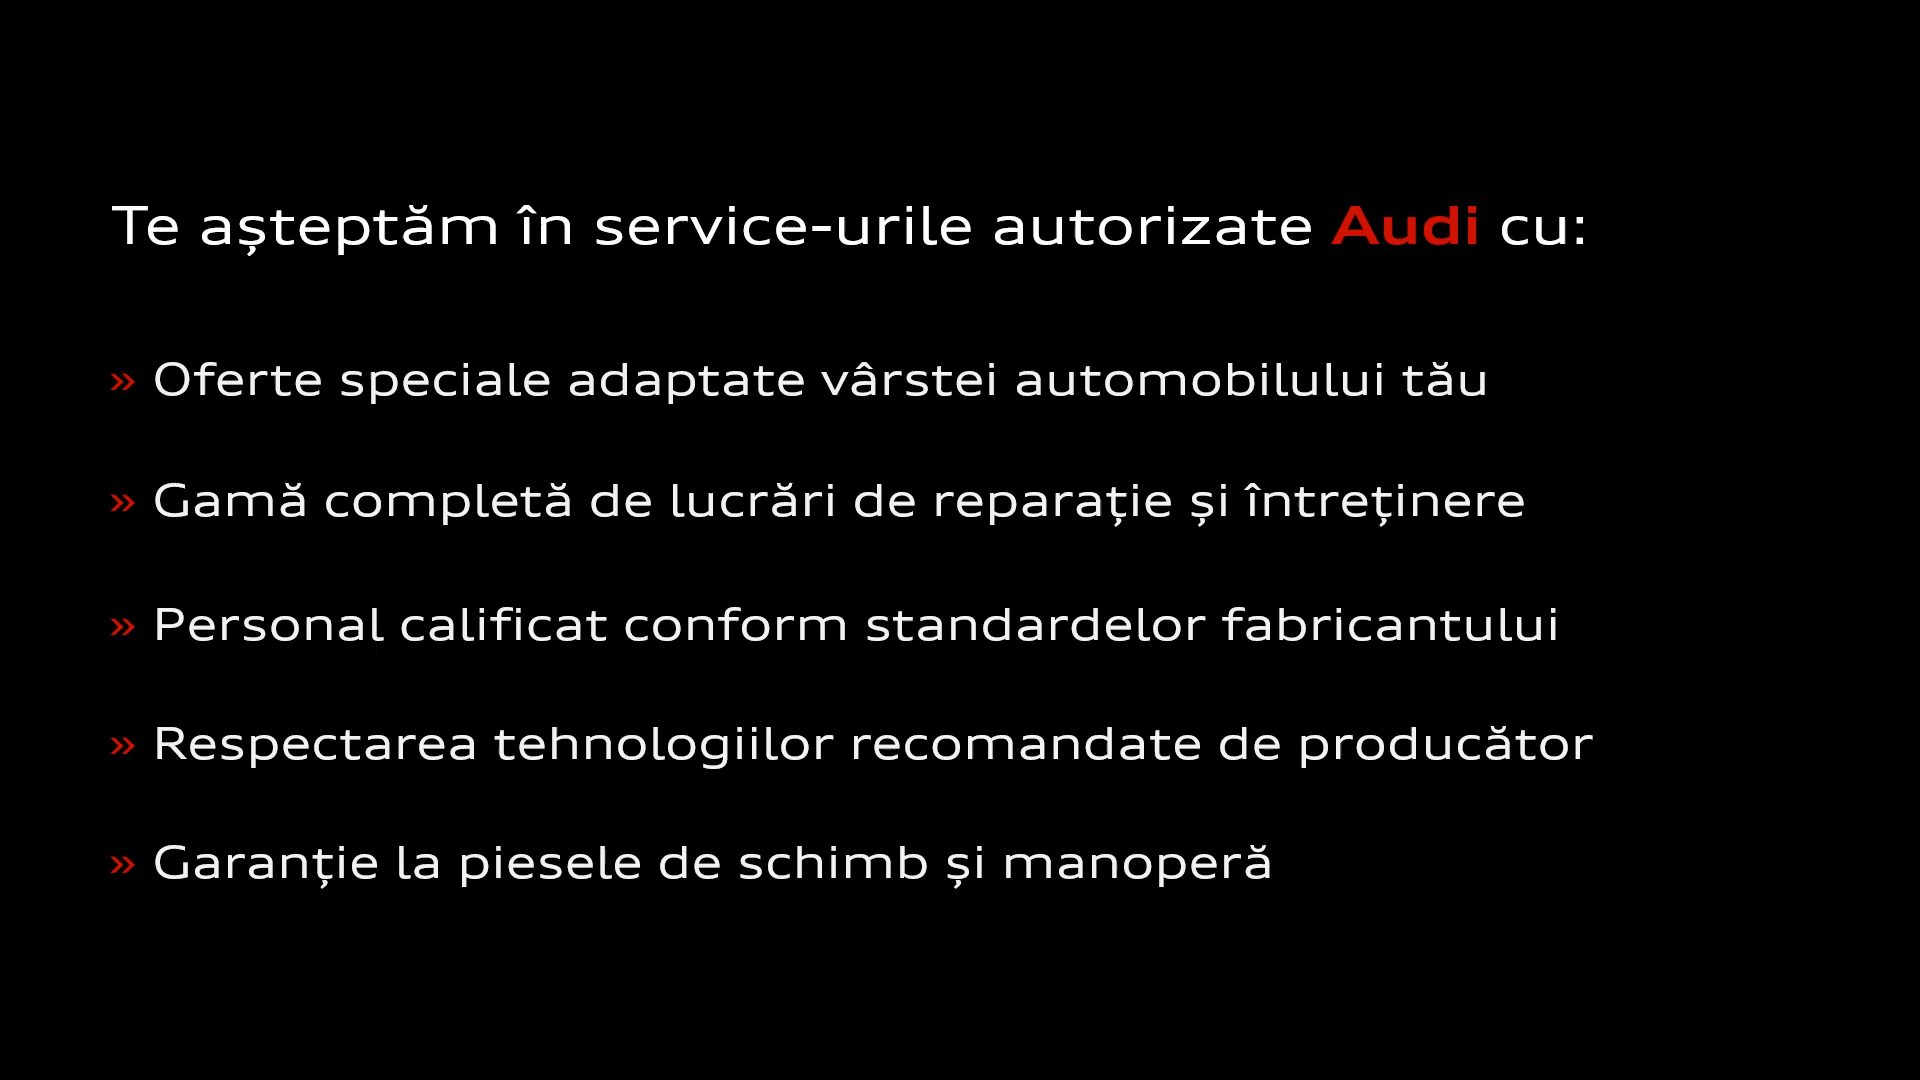 Te așteptăm în service-urile autorizate Audi cu:
» Oferte speciale adaptate vârstei automobilului tău
» Gamă completă de lucrări de reparație și întreținere
» Personal calificat conform standardelor fabricantului
» Respectarea tehnologiilor recomandate de producător
» Garanție la piesele de schimb și manoperă